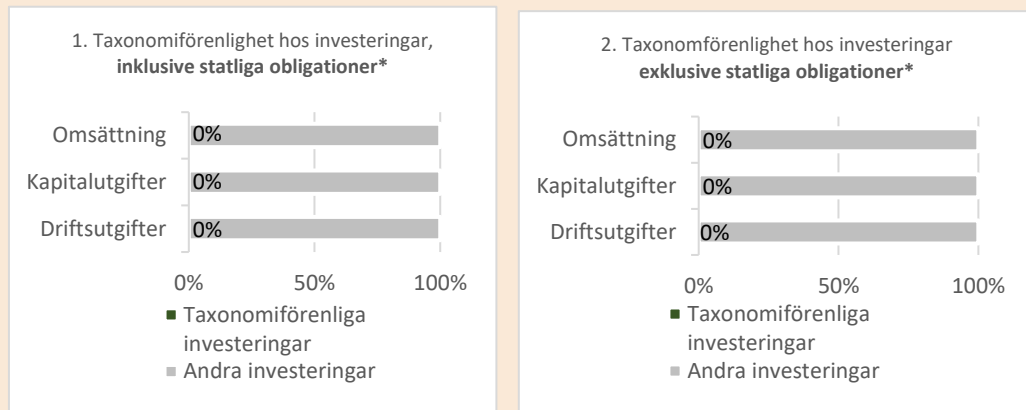 1. Taxonomiförenlighet hos investeringar,
inklusive statliga obligationer*
Omsättning
0%
Kapitalutgifter
0%
Driftsutgifter
0%
0%
50%
100%
Taxonomiförenliga
investeringar
Andra investeringar
2. Taxonomförenlighet hos investeringar
exklusive statliga obligationer*
Omsättning
0%
Kapitalutgifter
0%
Driftsutgifter
0%
0%
50%
100%
Taxonomiförenliga
investeringar
Andra investeringar